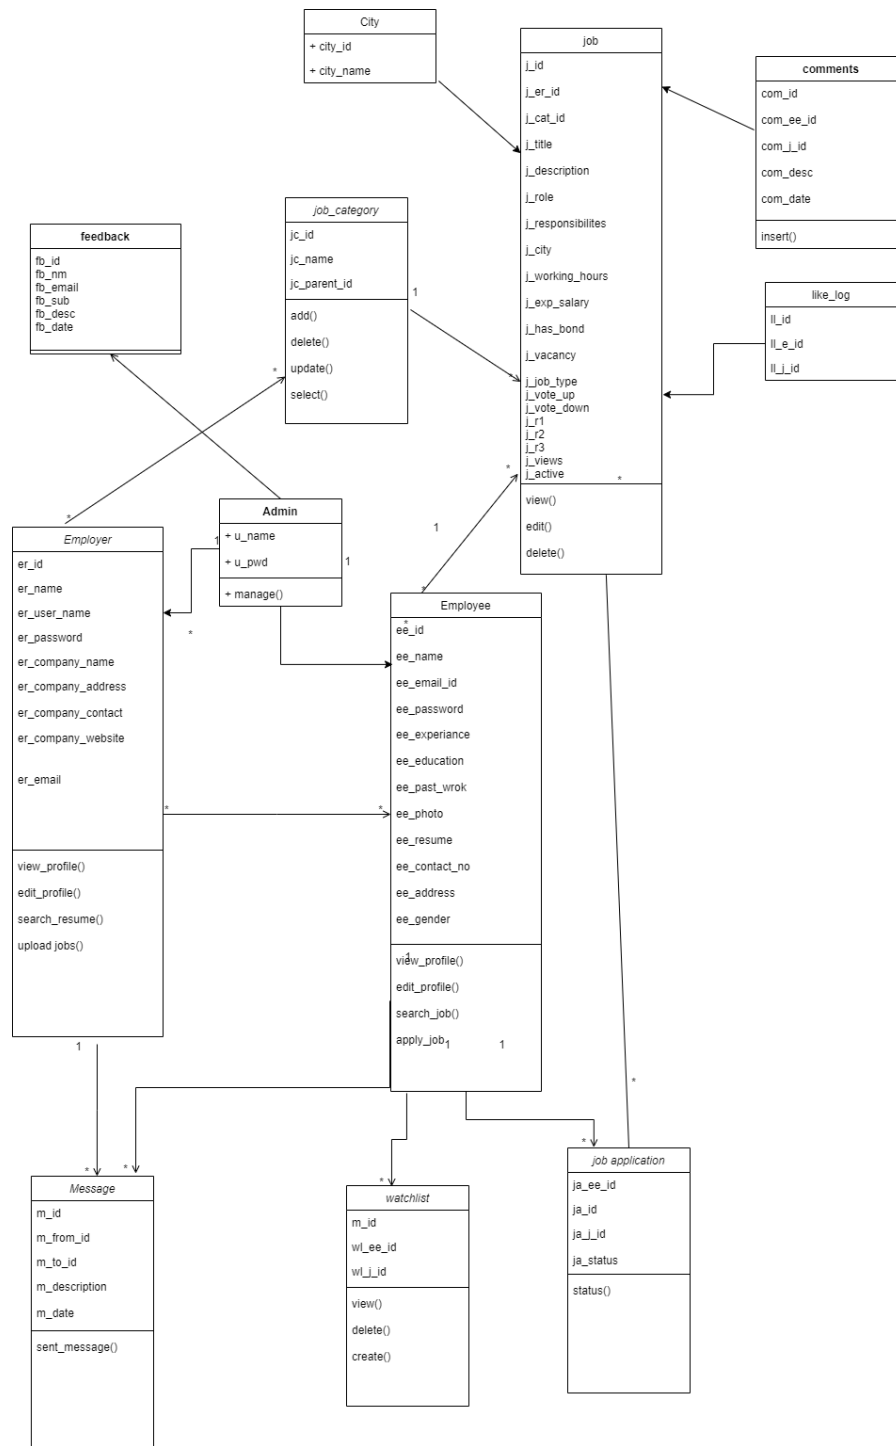 City
+ city_id
+ city_name
job
j_id
j_er_id
j_cat_id
j_title
j_description
j_role
j_responsibilites
j_city
j_working_hours
j_exp_salary
j_has_bond
j_vacancy
j_job_type
j_vote_up
j_vote_down
j_r1
j_r2
j_r3
j_views
j_active
*
view()
edit()
delete()
comments
com_id
com_ee_id
com_j_id
com_desc
com_date
insert()
like_log
ll_id
ll_e_id
ll_j_id
job_category
jc_id
jc_name
jc_parent_id
add()
delete()
update()
select()
1
*
*
*
feedback
fb_id
fb_nm
fb_email
fb_sub
fb_desc
fb_date
Admin
+ u_name
+ u_pwd
+ manage()
1
1
*
Employer
er_id
er_name
er_user_name
er_password
er_company_name
er_company_address
er_company_contact
er_company_website
er_email
view_profile()
edit_profile()
search_resume()
upload jobs()
*
*
1
*
1
*
Employee
*
ee_id
ee_name
ee_email_id
ee_password
ee_experiance
ee_education
ee_past_wrok
ee_photo
ee_resume
ee_contact_no
ee_address
ee_gender
1
view_profile()
edit_profile()
search_job()
apply_job
1
1
*
*
*
*
*
Message
m_id
m_from_id
m_to_id
m_description
m_date
sent_message()
watchlist
m_id
wl_ee_id
wl_j_id
view()
delete()
create()
job application
ja_ee_id
ja_id
ja_j_id
ja_status
status()